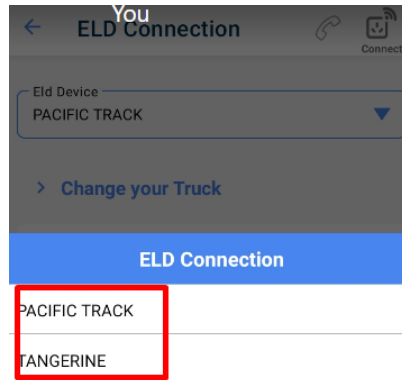 You
ELD Connection
Connect
Eld Device
PACIFIC TRACK
Change your Truck
ELD Connection
PACIFIC TRACK
TANGERINE